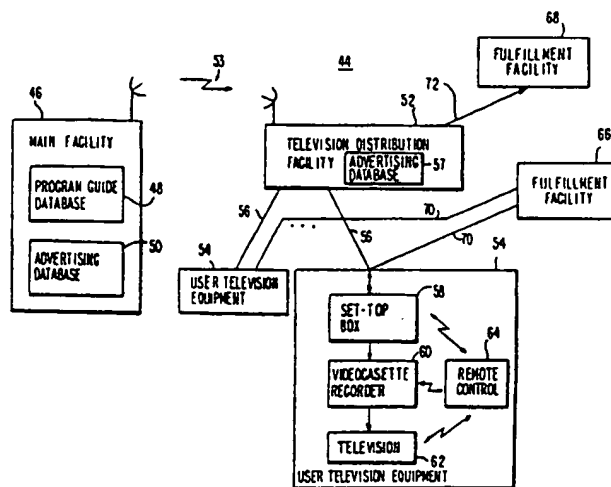 68
FULFILLMENT
FACILITY
53
44
72
46
52
MAIN FACILITY
TELEVISION DISTRIBUTION
FACILITY
ADVERTISING
DATABASE
57
66
FULFILLMENT
FACILITY
PROGRAM GUIDE
DATABASE
48
56
70
...
56
70
54
50
ADVERTISING
DATABASE
54
USER TELEVISION
EQUIPMENT
58
SET-TOP
BOX
64
60
VIDEOCASETTE
RECORDER
REMOTE
CONTROL
TELEVISION
62
USER TELEVISION EQUIPMENT